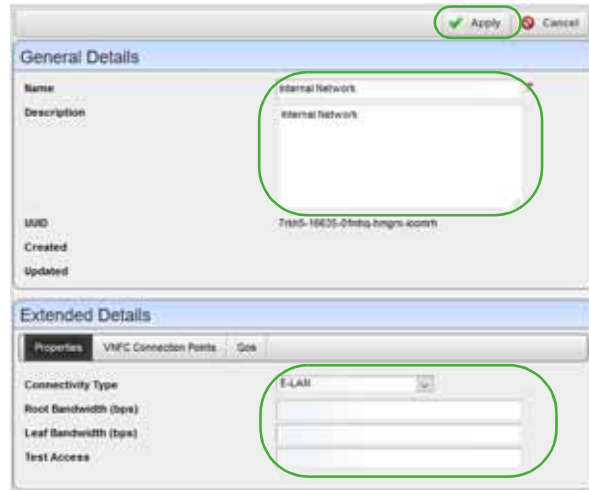 Apply Cancel
General Details
Name Internal Network *
Description Internal Network
UUID
Created
Updated
Extended Details
Properties VNFC Connection Points Qos
Connectivity Type E-LAN
Root Bandwidth (bps)
Leaf Bandwidth (bps)
Test Access